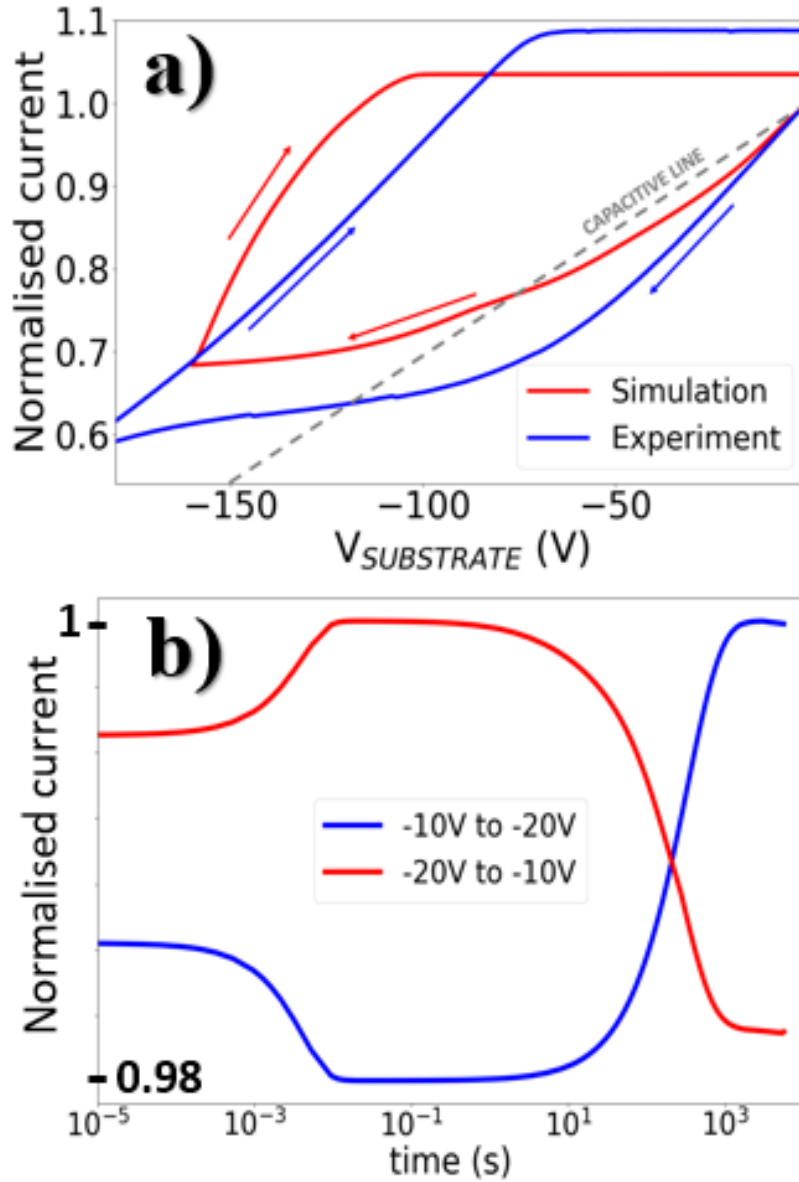 a)
Normalised current
1.1
1.0
0.9
0.8
0.7
0.6
CAPACITIVE LINE
Simulation
Experiment
−150
−100
−50
V_SUBSTRATE (V)
b)
Normalised current
1
0.98
-10V to -20V
-20V to -10V
10⁻⁵
10⁻³
10⁻¹
10¹
10³
time (s)